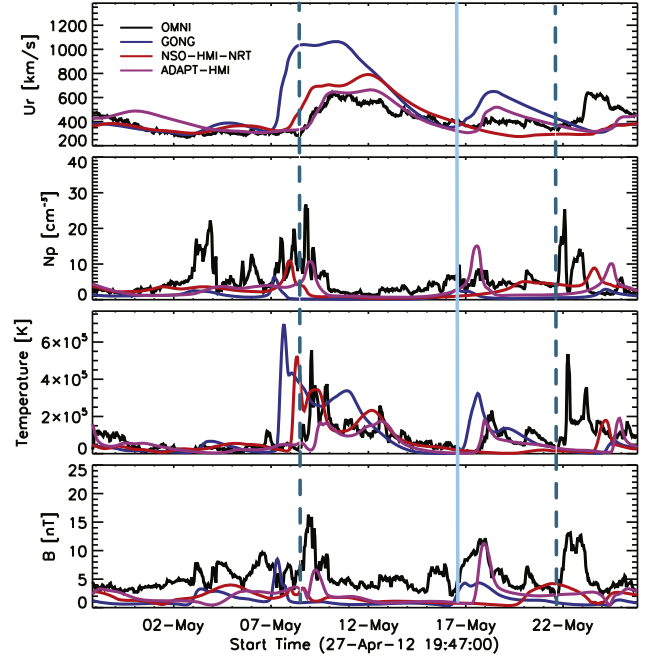 OMNI
GONG
NSO-HMI-NRT
ADAPT-HMI
Ur [km/s]
1200
1000
800
600
400
200
Np [cm⁻³]
40
30
20
10
0
Temperature [K]
6×10⁵
4×10⁵
2×10⁵
0
B [nT]
25
20
15
10
5
0
02-May 07-May 12-May 17-May 22-May
Start Time (27-Apr-12 19:47:00)